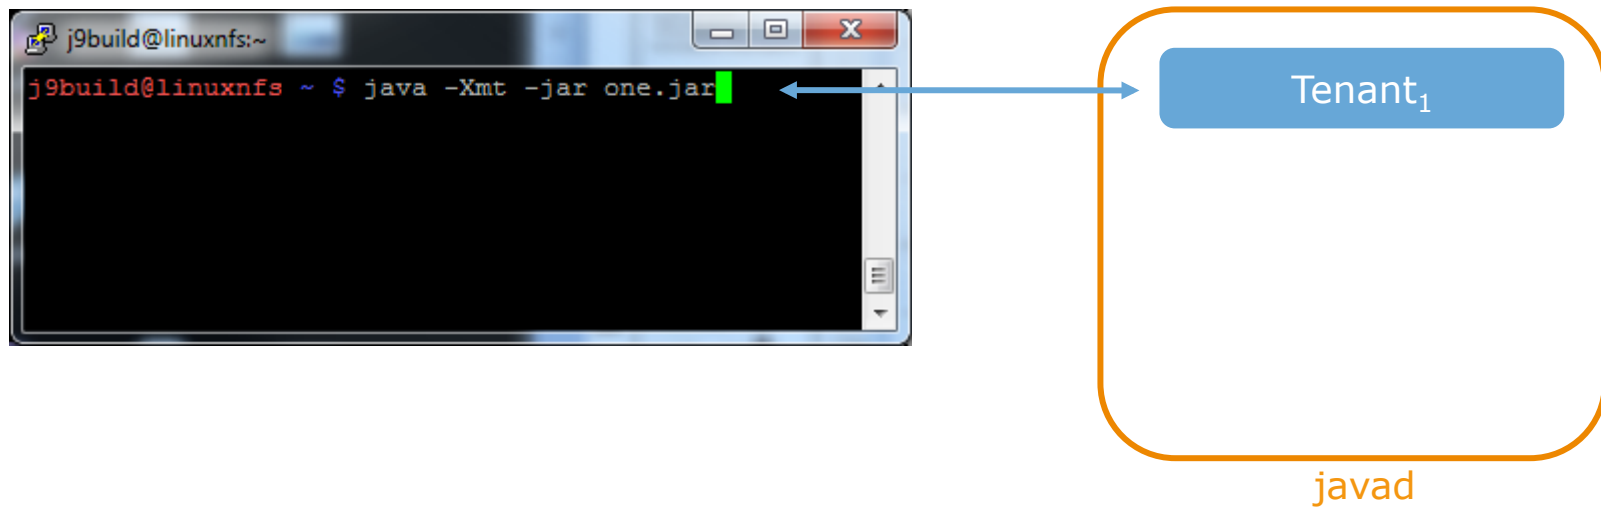 j9build@linuxnfs:~
j9build@linuxnfs ~ $ java -Xmt -jar one.jar
Tenant₁
javad